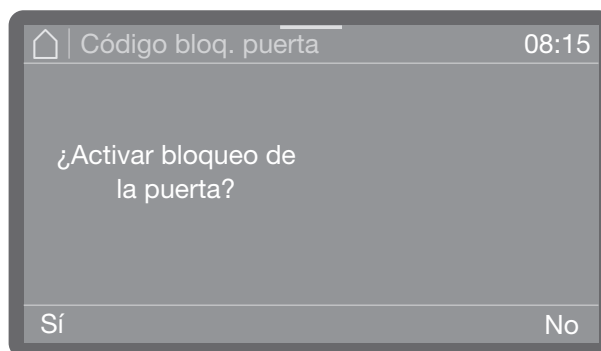 Código bloq. puerta 08:15
¿Activar bloqueo de
la puerta?
Sí No